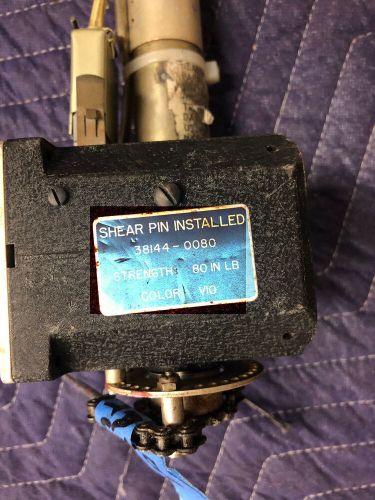 SHEAR PIN INSTALLED
38144-0080
STRENGTH: 80 IN LB
COLOR VIO